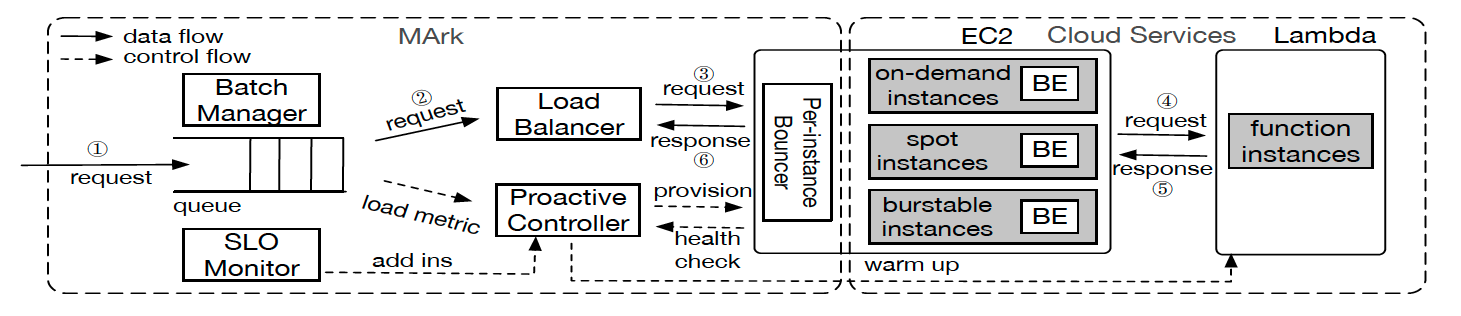 data flow
control flow
MArk
EC2
Cloud Services
Lambda
Batch
Manager
①
request
queue
②
request
load metric
SLO
Monitor
add ins
Load
Balancer
Proactive
Controller
③
request
response
⑥
provision
health
check
Per-instance
Bouncer
on-demand
instances
BE
spot
instances
BE
burstable
instances
BE
warm up
④
request
response
⑤
function
instances